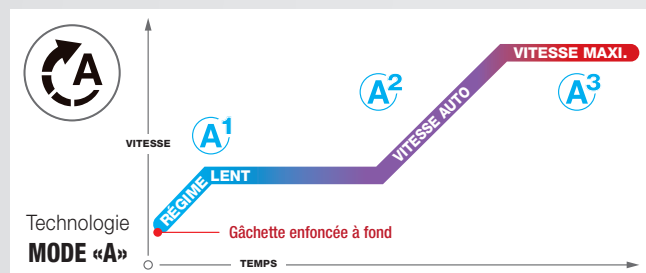 A
VITESSE MAXI.
A²
A³
VITESSE AUTO
A¹
VITESSE
RÉGIME LENT
Technologie
MODE «A»
Gâchette enfoncée à fond
TEMPS